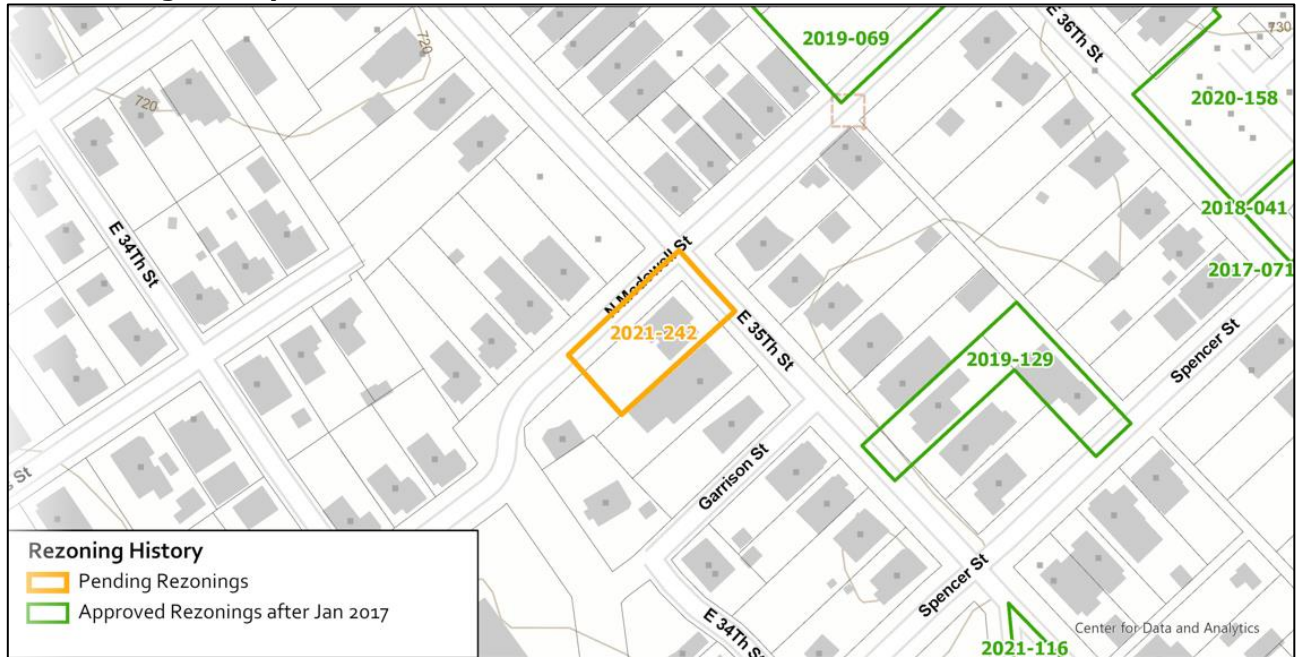 2019-069
E 36Th St
730
720
2020-158
720
2018-041
E 34Th St
N Mcdowell St
2017-071
2021-242
E 35Th St
2019-129
Spencer St
St
Garrison St
Rezoning History
Pending Rezonings
Approved Rezonings after Jan 2017
Spencer St
E 34Th St
Center for Data and Analytics
2021-116